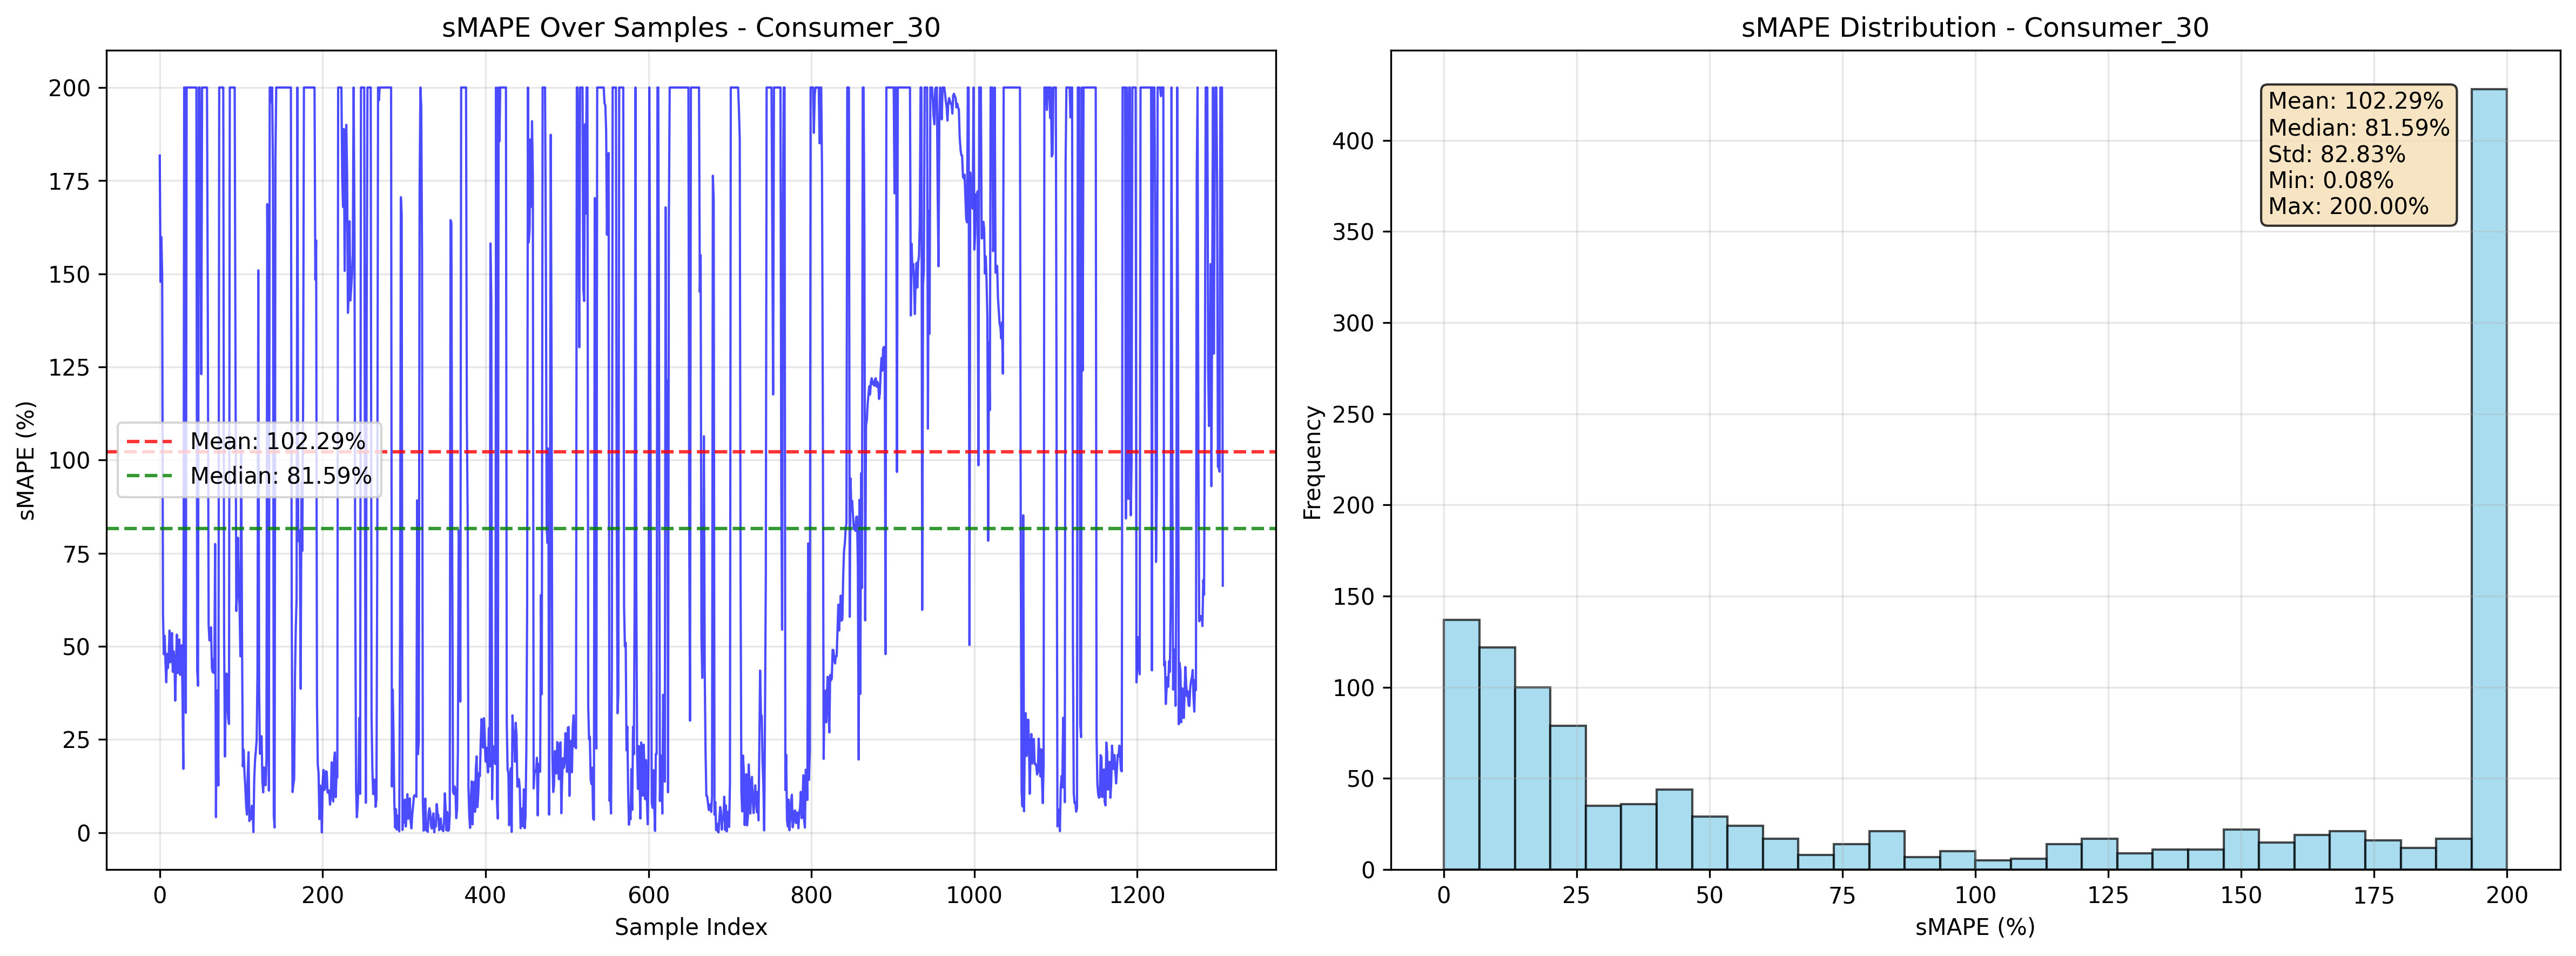 sMAPE Over Samples - Consumer_30
sMAPE (%)
200
175
150
125
100
75
50
25
0
Mean: 102.29%
Median: 81.59%
0 200 400 600 800 1000 1200
Sample Index
sMAPE Distribution - Consumer_30
Frequency
400
350
300
250
200
150
100
50
0
Mean: 102.29%
Median: 81.59%
Std: 82.83%
Min: 0.08%
Max: 200.00%
0 25 50 75 100 125 150 175 200
sMAPE (%)